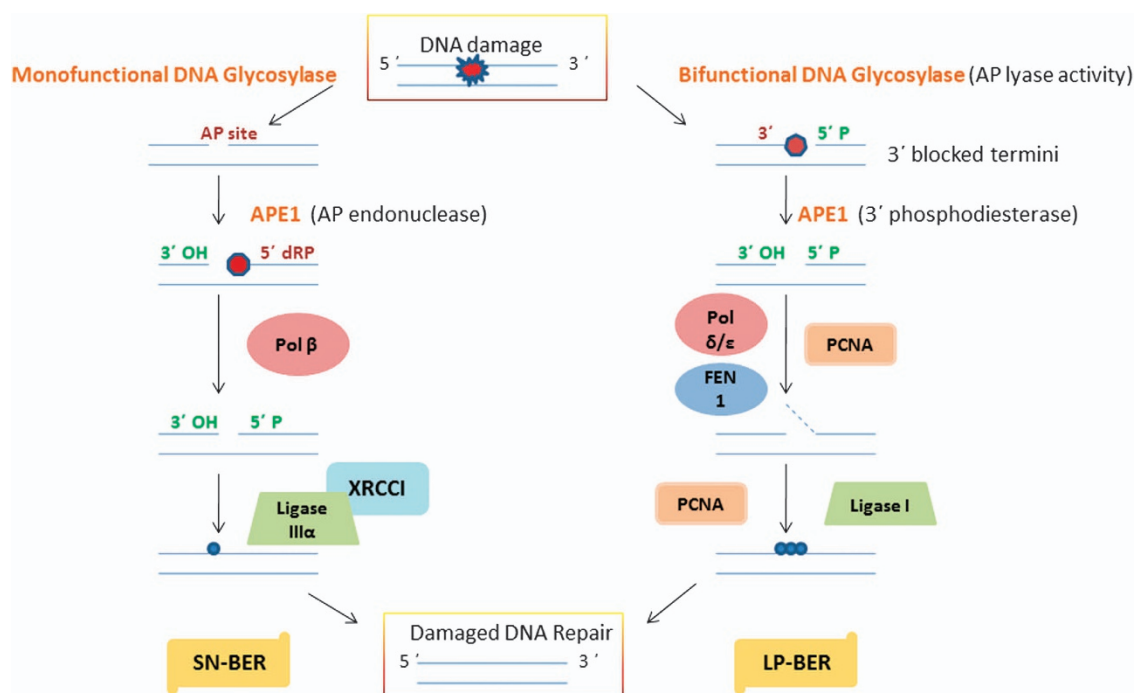 DNA damage
5 ′ 3 ′
Monofunctional DNA Glycosylase
Bifunctional DNA Glycosylase (AP lyase activity)
AP site
3′ 5′ P
3′ blocked termini
APE1 (AP endonuclease)
APE1 (3′ phosphodiesterase)
3′ OH 5′ dRP
3′ OH 5′ P
Pol β
Pol
δ/ε
PCNA
FEN
1
3′ OH 5′ P
XRCCI
Ligase
IIIα
PCNA
Ligase I
Damaged DNA Repair
5 ′ 3 ′
SN-BER
LP-BER